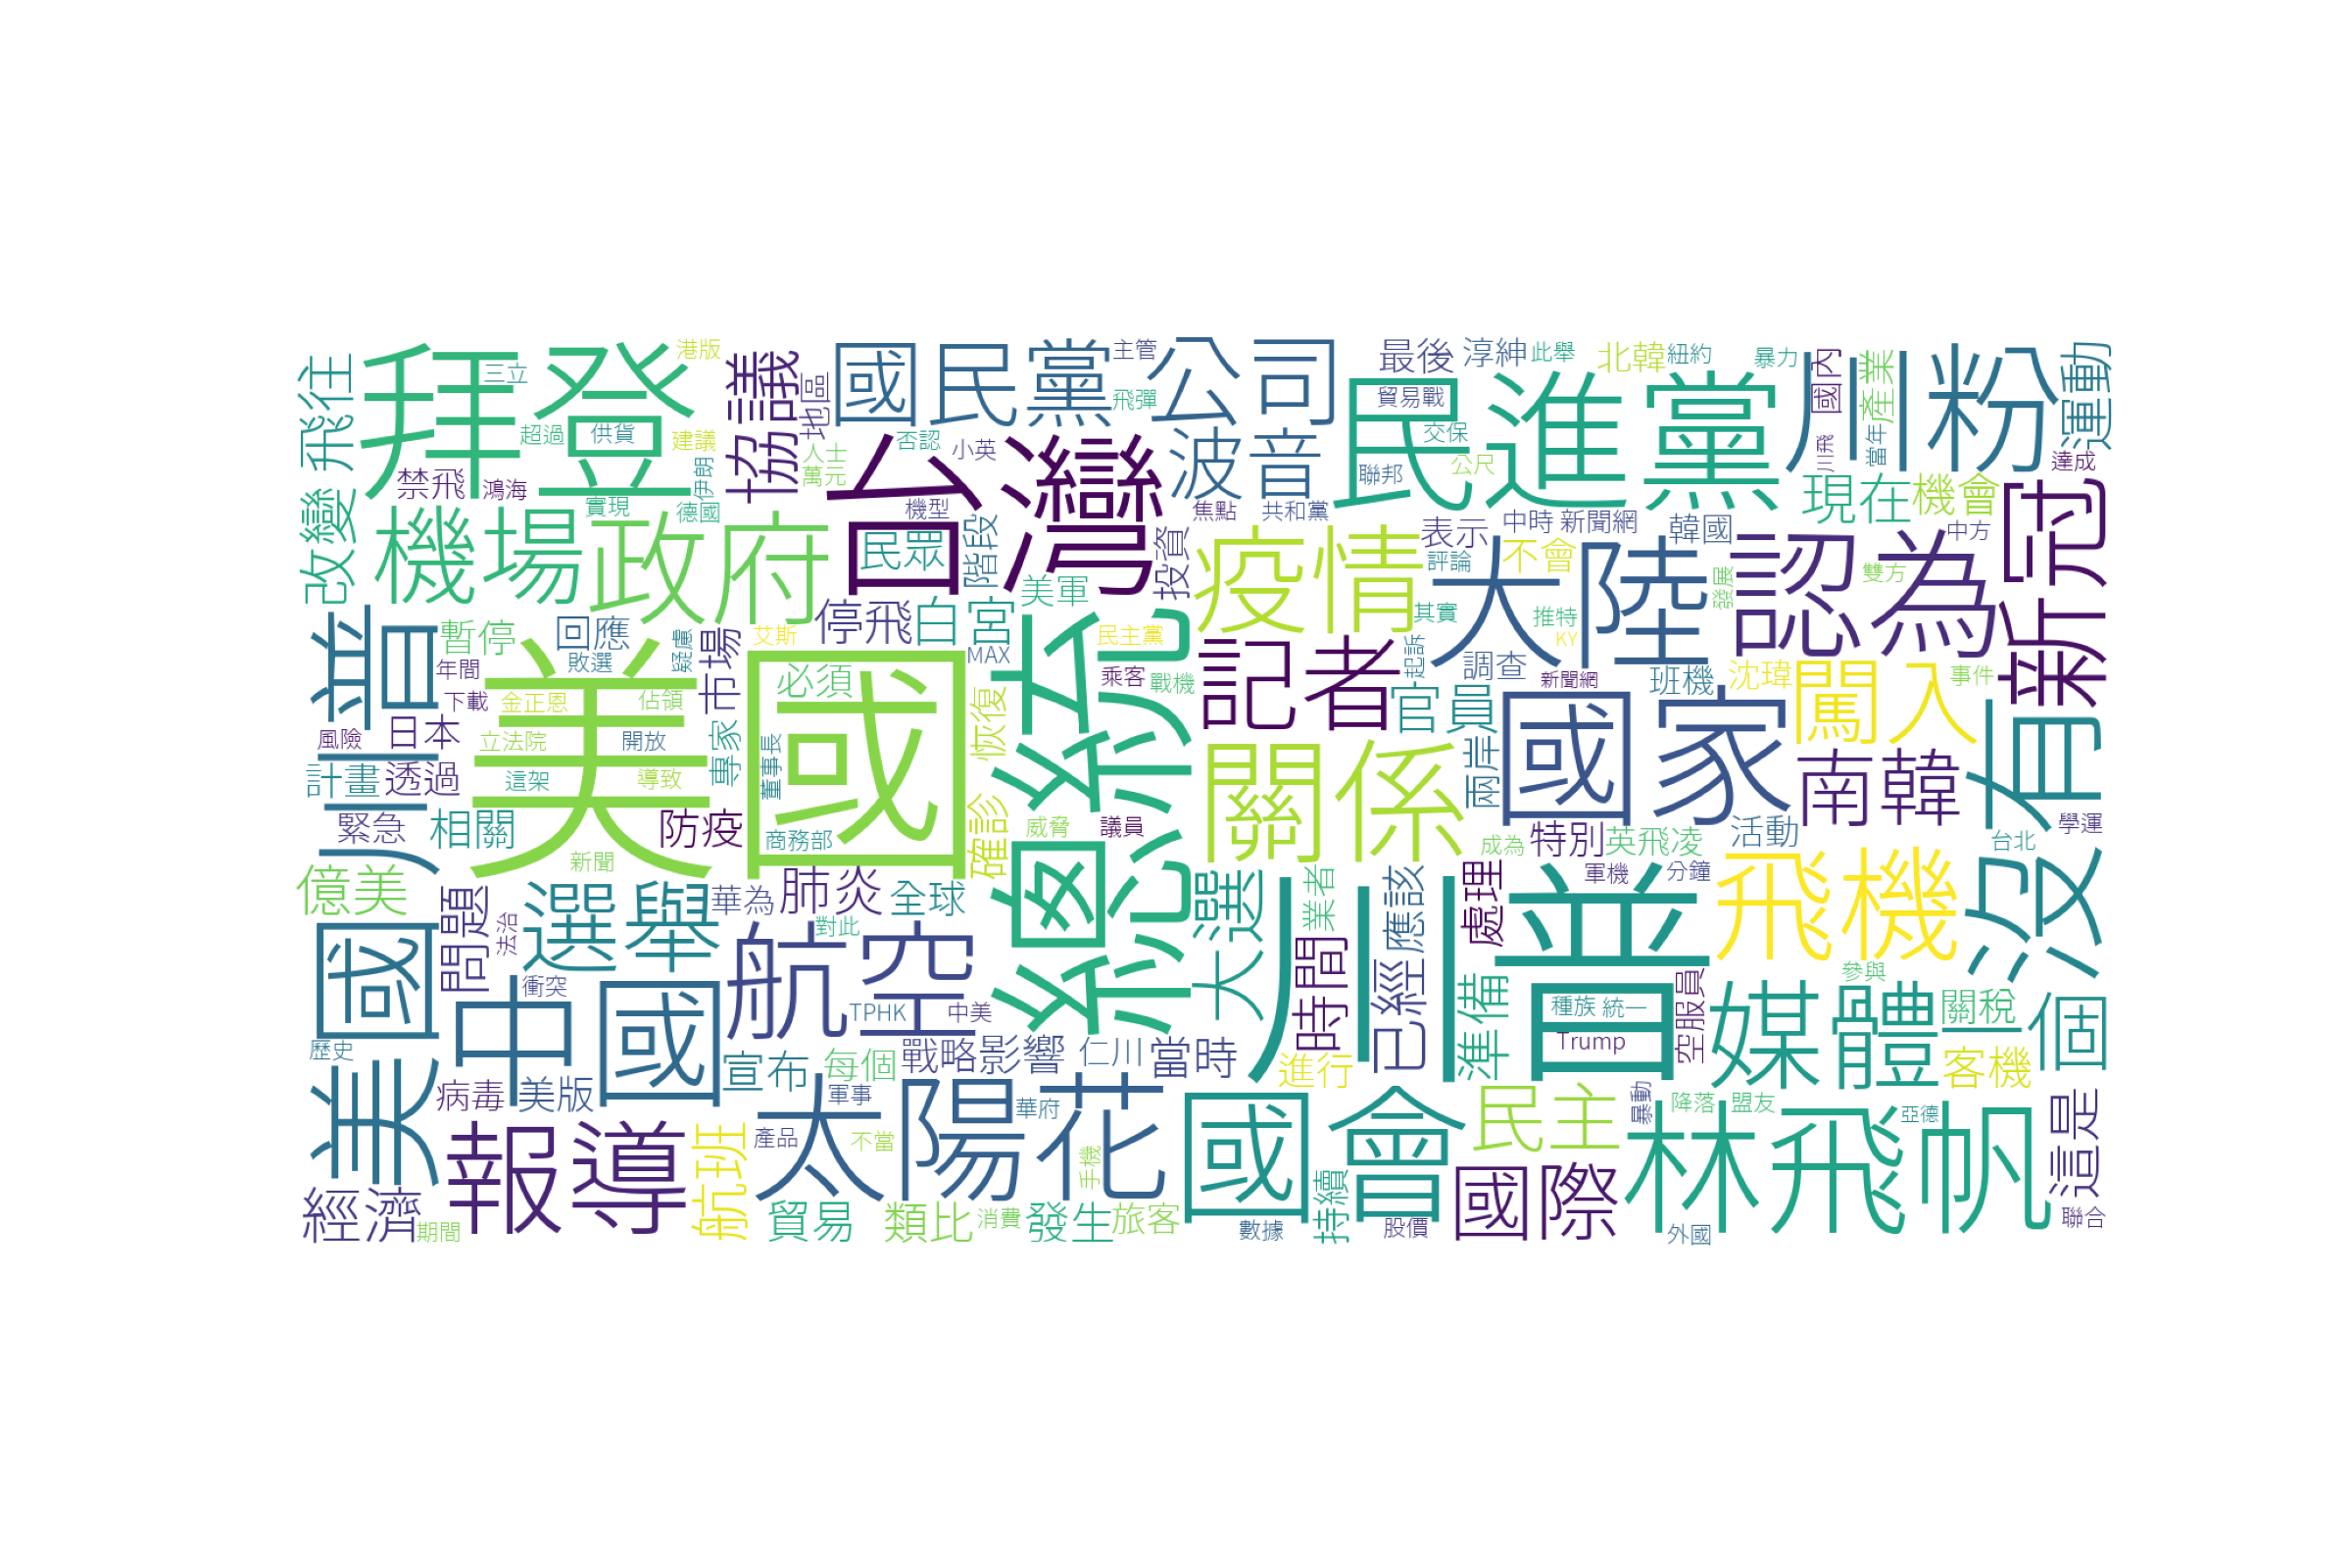 拜登
台灣
民進黨
川粉
國民黨
公司
協議
飛往
改變
機場
政府
波音
疫情
大陸
認為
新冠
沒有
美國
總統
川普
川普
美國
記者
關係
國家
闖入
南韓
飛機
媒體
一個
林飛帆
國會
太陽花
航空
中國
選舉
報導
港版
三立
超過
供貨
建議
禁飛
鴻海
實現
德國
伊朗
地區
人士
萬元
否認
小英
主管
飛彈
機型
階段
民眾
投資
焦點
共和黨
最後
淳紳
此舉
北韓
紐約
暴力
國內
產業
運動
貿易戰
交保
聯邦
公尺
川飛
當年
達成
現在
機會
表示
中時
新聞網
韓國
中方
評論
不會
雙方
發展
其實
推特
KY
起訴
調查
班機
沈瑋
事件
新聞網
官員
兩岸
停飛
白宮
美軍
民主黨
MAX
乘客
戰機
艾斯
市場
疑慮
必須
恢復
專家
董事長
確診
暫停
回應
年間
敗選
下載
金正恩
佔領
風險
日本
立法院
開放
計畫
透過
這架
導致
緊急
相關
防疫
商務部
威脅
議員
新聞
億美
問題
法治
華為
肺炎
全球
對此
衝突
TPHK
中美
大選
業者
時間
已經
應該
處理
準備
特別
英飛凌
活動
成為
軍機
分鐘
台北
學運
參與
關稅
客機
空服員
種族
統一
Trump
歷史
病毒
美版
宣布
每個
戰略
影響
仁川
當時
進行
軍事
華府
產品
不當
手機
經濟
期間
航班
貿易
類比
消費
發生
旅客
數據
持續
股價
國際
民主
暴動
降落
盟友
亞德
這是
聯合
外國